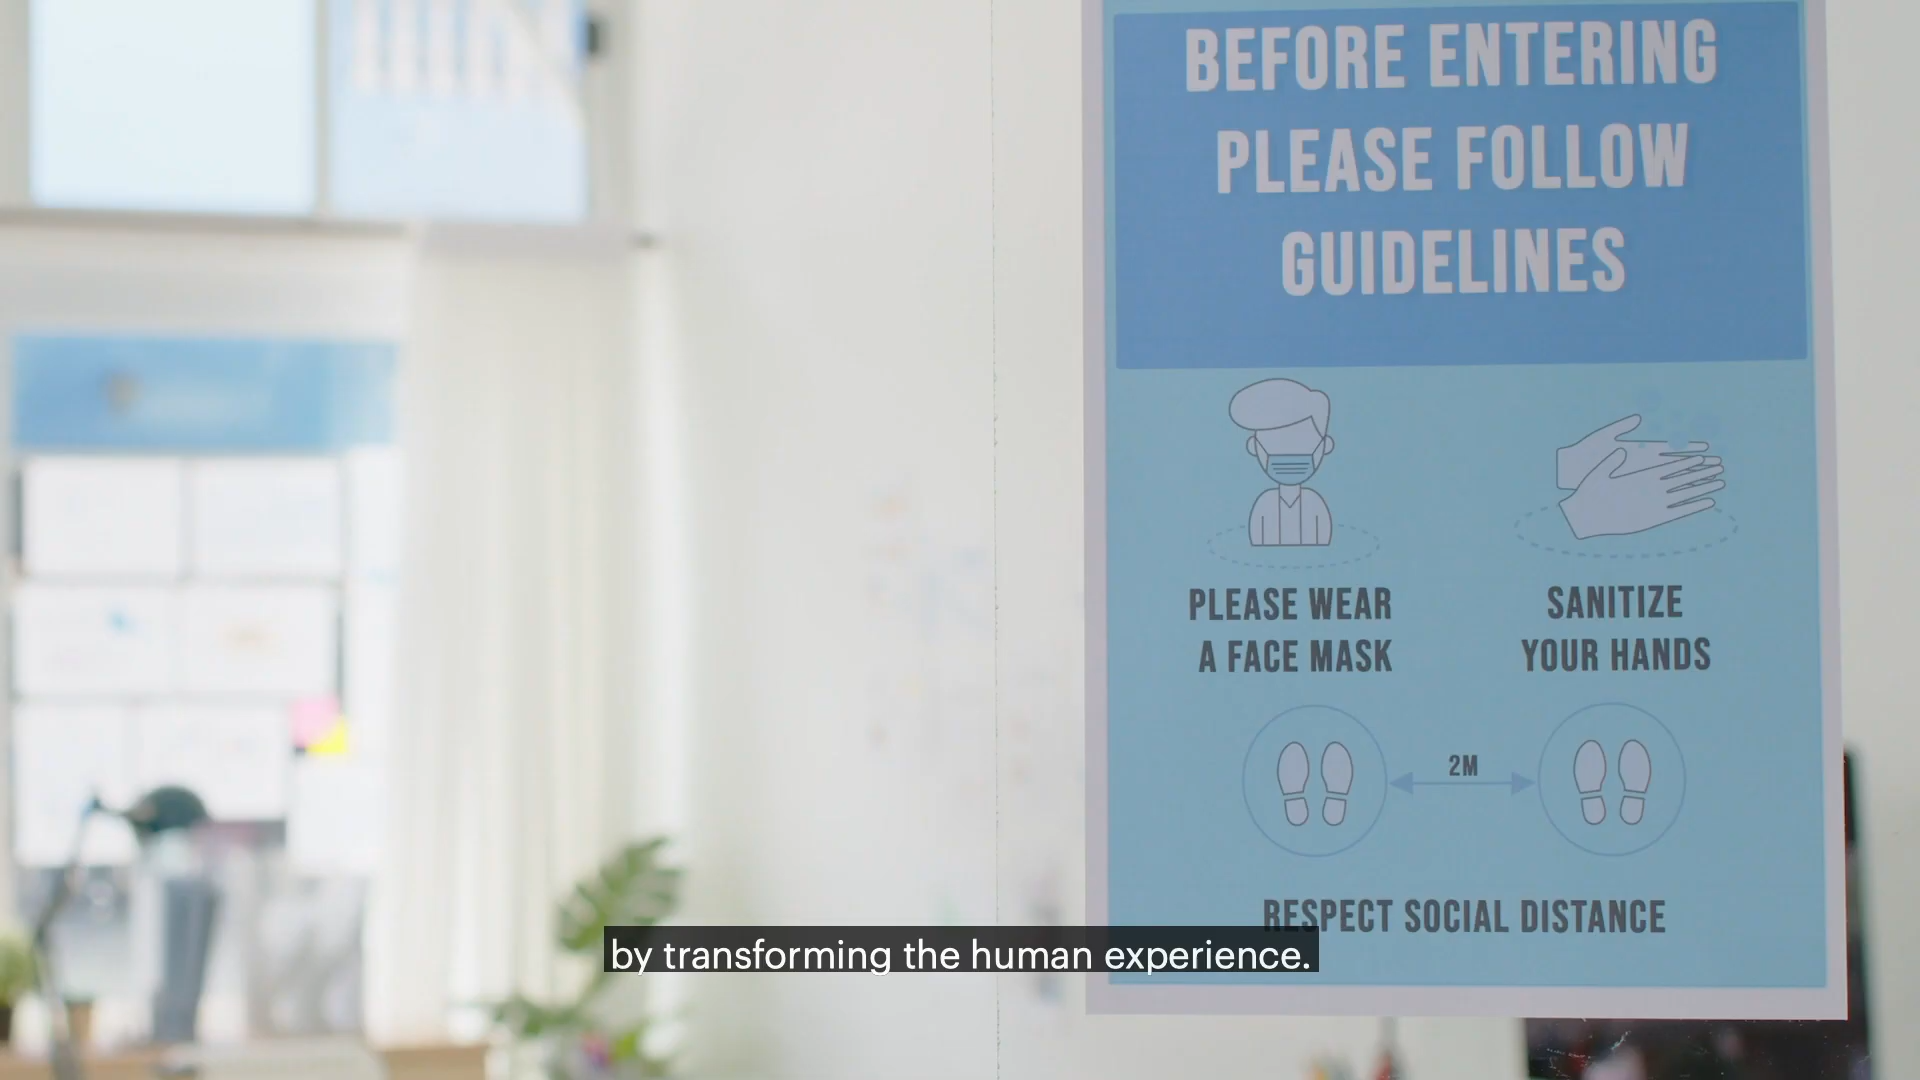 BEFORE ENTERING
PLEASE FOLLOW
GUIDELINES
PLEASE WEAR
A FACE MASK
SANITIZE
YOUR HANDS
2M
RESPECT SOCIAL DISTANCE
by transforming the human experience.